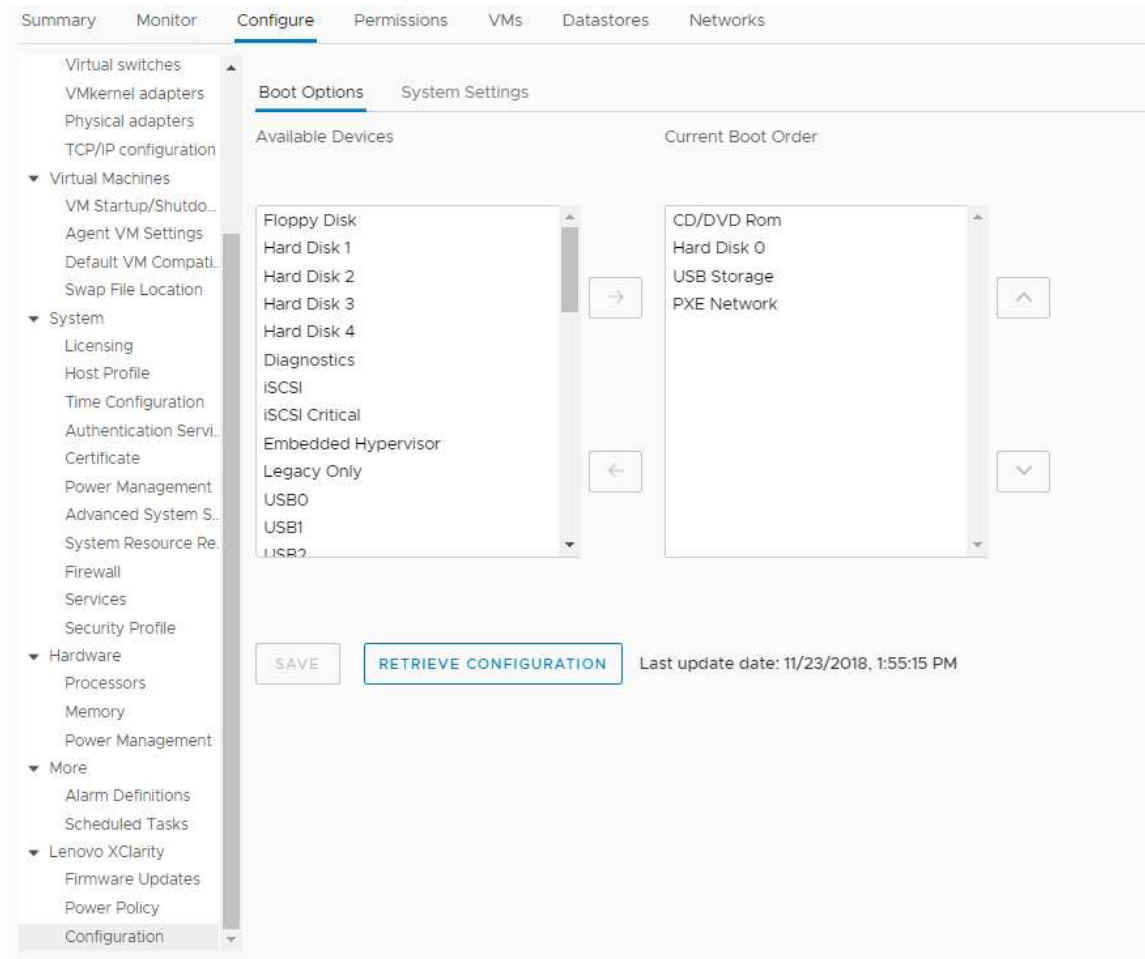 Summary Monitor Configure Permissions VMs Datastores Networks
Virtual switches
VMkernel adapters
Physical adapters
TCP/IP configuration
Virtual Machines
VM Startup/Shutdo...
Agent VM Settings
Default VM Compati..
Swap File Location
System
Licensing
Host Profile
Time Configuration
Authentication Servi..
Certificate
Power Management
Advanced System S..
System Resource Re.
Firewall
Services
Security Profile
Hardware
Processors
Memory
Power Management
More
Alarm Definitions
Scheduled Tasks
Lenovo XClarity
Firmware Updates
Power Policy
Configuration
Boot Options System Settings
Available Devices
Floppy Disk
Hard Disk 1
Hard Disk 2
Hard Disk 3
Hard Disk 4
Diagnostics
iSCSI
iSCSI Critical
Embedded Hypervisor
Legacy Only
USB0
USB1
USB2
Current Boot Order
CD/DVD Rom
Hard Disk 0
USB Storage
PXE Network
SAVE RETRIEVE CONFIGURATION Last update date: 11/23/2018, 1:55:15 PM